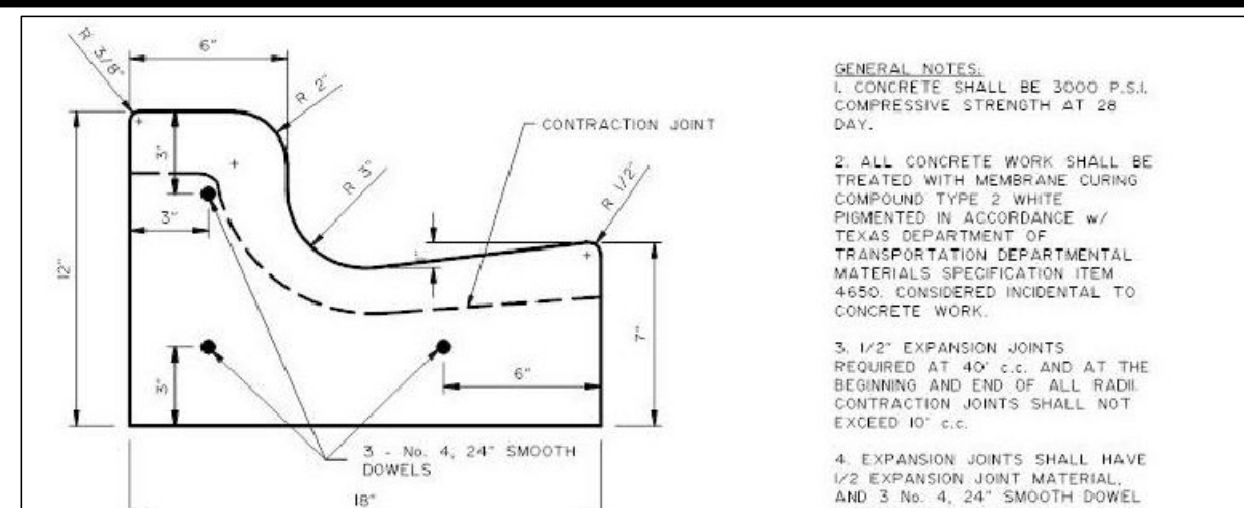 R 3/8"
6"
R 2"
CONTRACTION JOINT
3"
R 3"
R 1/2"
3"
1"
12"
7"
3"
6"
3 - No. 4, 24" SMOOTH
DOWELS
18"
GENERAL NOTES:
1. CONCRETE SHALL BE 3000 P.S.I.
COMPRESSIVE STRENGTH AT 28
DAY.
2. ALL CONCRETE WORK SHALL BE
TREATED WITH MEMBRANE CURING
COMPOUND TYPE 2 WHITE
PIGMENTED IN ACCORDANCE w/
TEXAS DEPARTMENT OF
TRANSPORTATION DEPARTMENTAL
MATERIALS SPECIFICATION ITEM
4650. CONSIDERED INCIDENTAL TO
CONCRETE WORK.
3. 1/2" EXPANSION JOINTS
REQUIRED AT 40' c.c. AND AT THE
BEGINNING AND END OF ALL RADII.
CONTRACTION JOINTS SHALL NOT
EXCEED 10" c.c.
4. EXPANSION JOINTS SHALL HAVE
1/2 EXPANSION JOINT MATERIAL,
AND 3 No. 4, 24" SMOOTH DOWEL